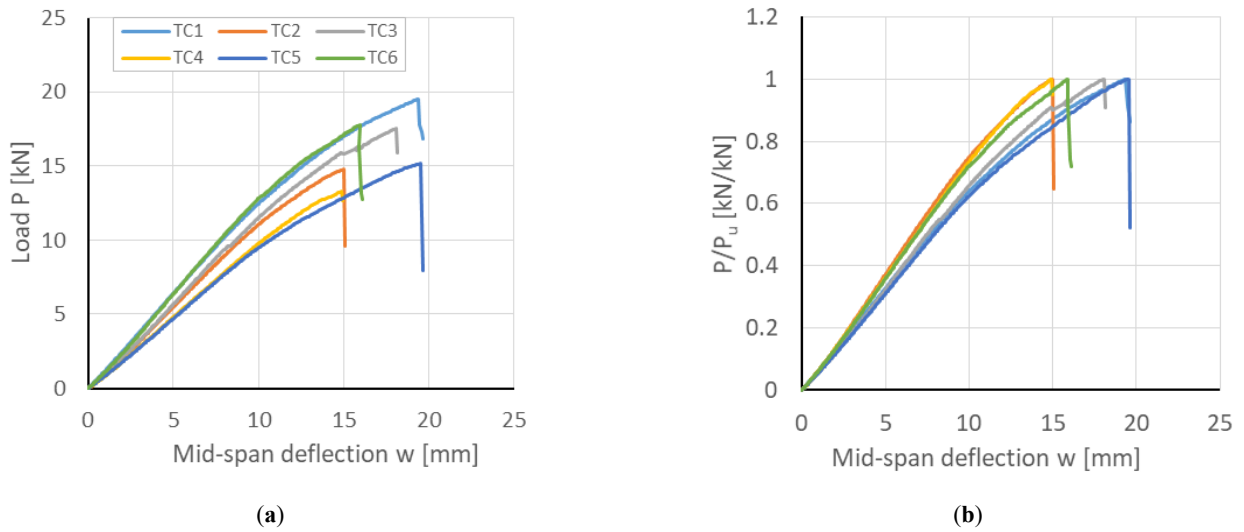 25
20
15
10
5
0
Load P [kN]
TC1 TC2 TC3
TC4 TC5 TC6
0 5 10 15 20 25
Mid-span deflection w [mm]
(a)
1.2
1
0.8
0.6
0.4
0.2
0
P/Pu [kN/kN]
0 5 10 15 20 25
Mid-span deflection w [mm]
(b)